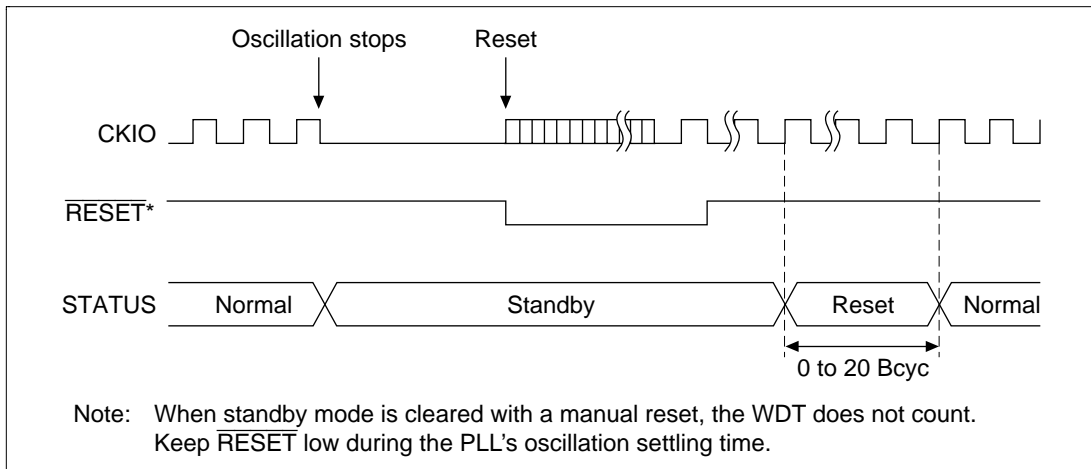 Oscillation stops Reset
CKIO
RESET*
STATUS Normal Standby Reset Normal
0 to 20 Bcyc
Note: When standby mode is cleared with a manual reset, the WDT does not count.
Keep RESET low during the PLL's oscillation settling time.